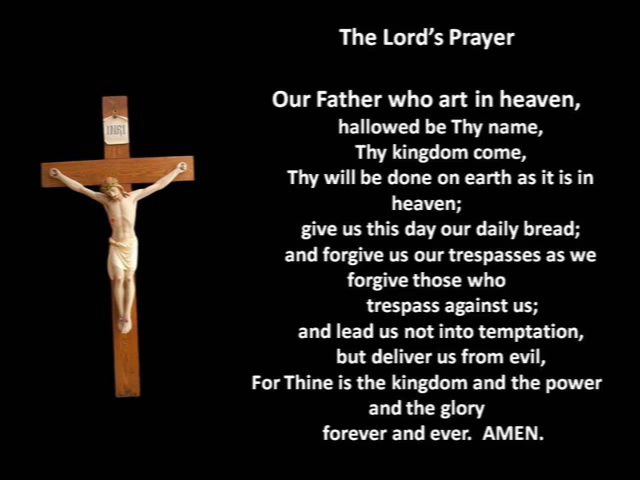 The Lord's Prayer
Our Father who art in heaven,
hallowed be Thy name,
Thy kingdom come,
Thy will be done on earth as it is in
heaven;
give us this day our daily bread;
and forgive us our trespasses as we
forgive those who
trespass against us;
and lead us not into temptation,
but deliver us from evil,
For Thine is the kingdom and the power
and the glory
forever and ever.  AMEN.
INRI